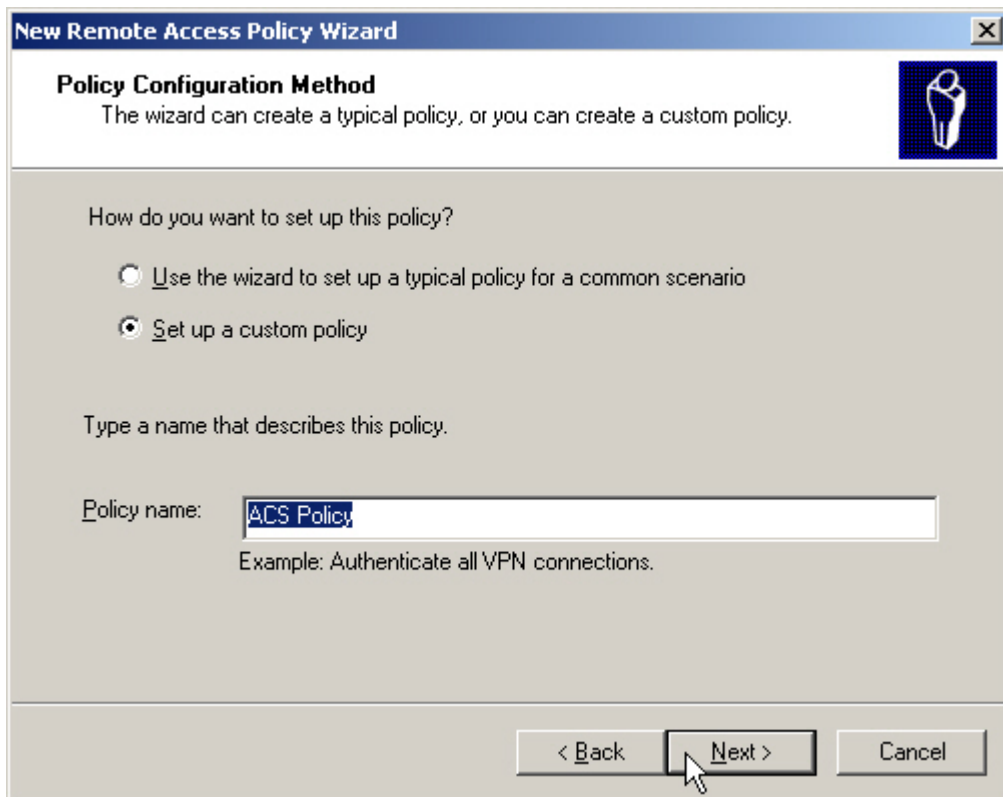 New Remote Access Policy Wizard
Policy Configuration Method
The wizard can create a typical policy, or you can create a custom policy.
How do you want to set up this policy?
Use the wizard to set up a typical policy for a common scenario
Set up a custom policy
Type a name that describes this policy.
Policy name: ACS Policy
Example: Authenticate all VPN connections.
< Back Next > Cancel